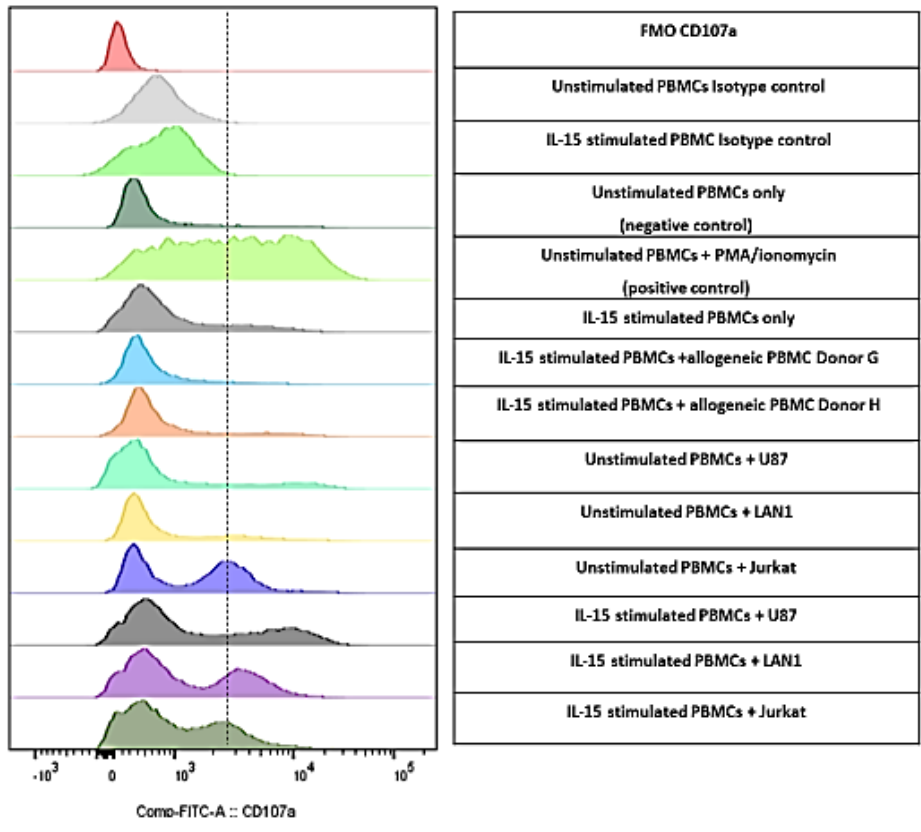 FMO CD107a
Unstimulated PBMCs Isotype control
IL-15 stimulated PBMC Isotype control
Unstimulated PBMCs only
(negative control)
Unstimulated PBMCs + PMA/ionomycin
(positive control)
IL-15 stimulated PBMCs only
IL-15 stimulated PBMCs +allogeneic PBMC Donor G
IL-15 stimulated PBMCs + allogeneic PBMC Donor H
Unstimulated PBMCs + U87
Unstimulated PBMCs + LAN1
Unstimulated PBMCs + Jurkat
IL-15 stimulated PBMCs + U87
IL-15 stimulated PBMCs + LAN1
IL-15 stimulated PBMCs + Jurkat
-10³ 0 10³ 10⁴ 10⁵
Comp-FITC-A :: CD107a